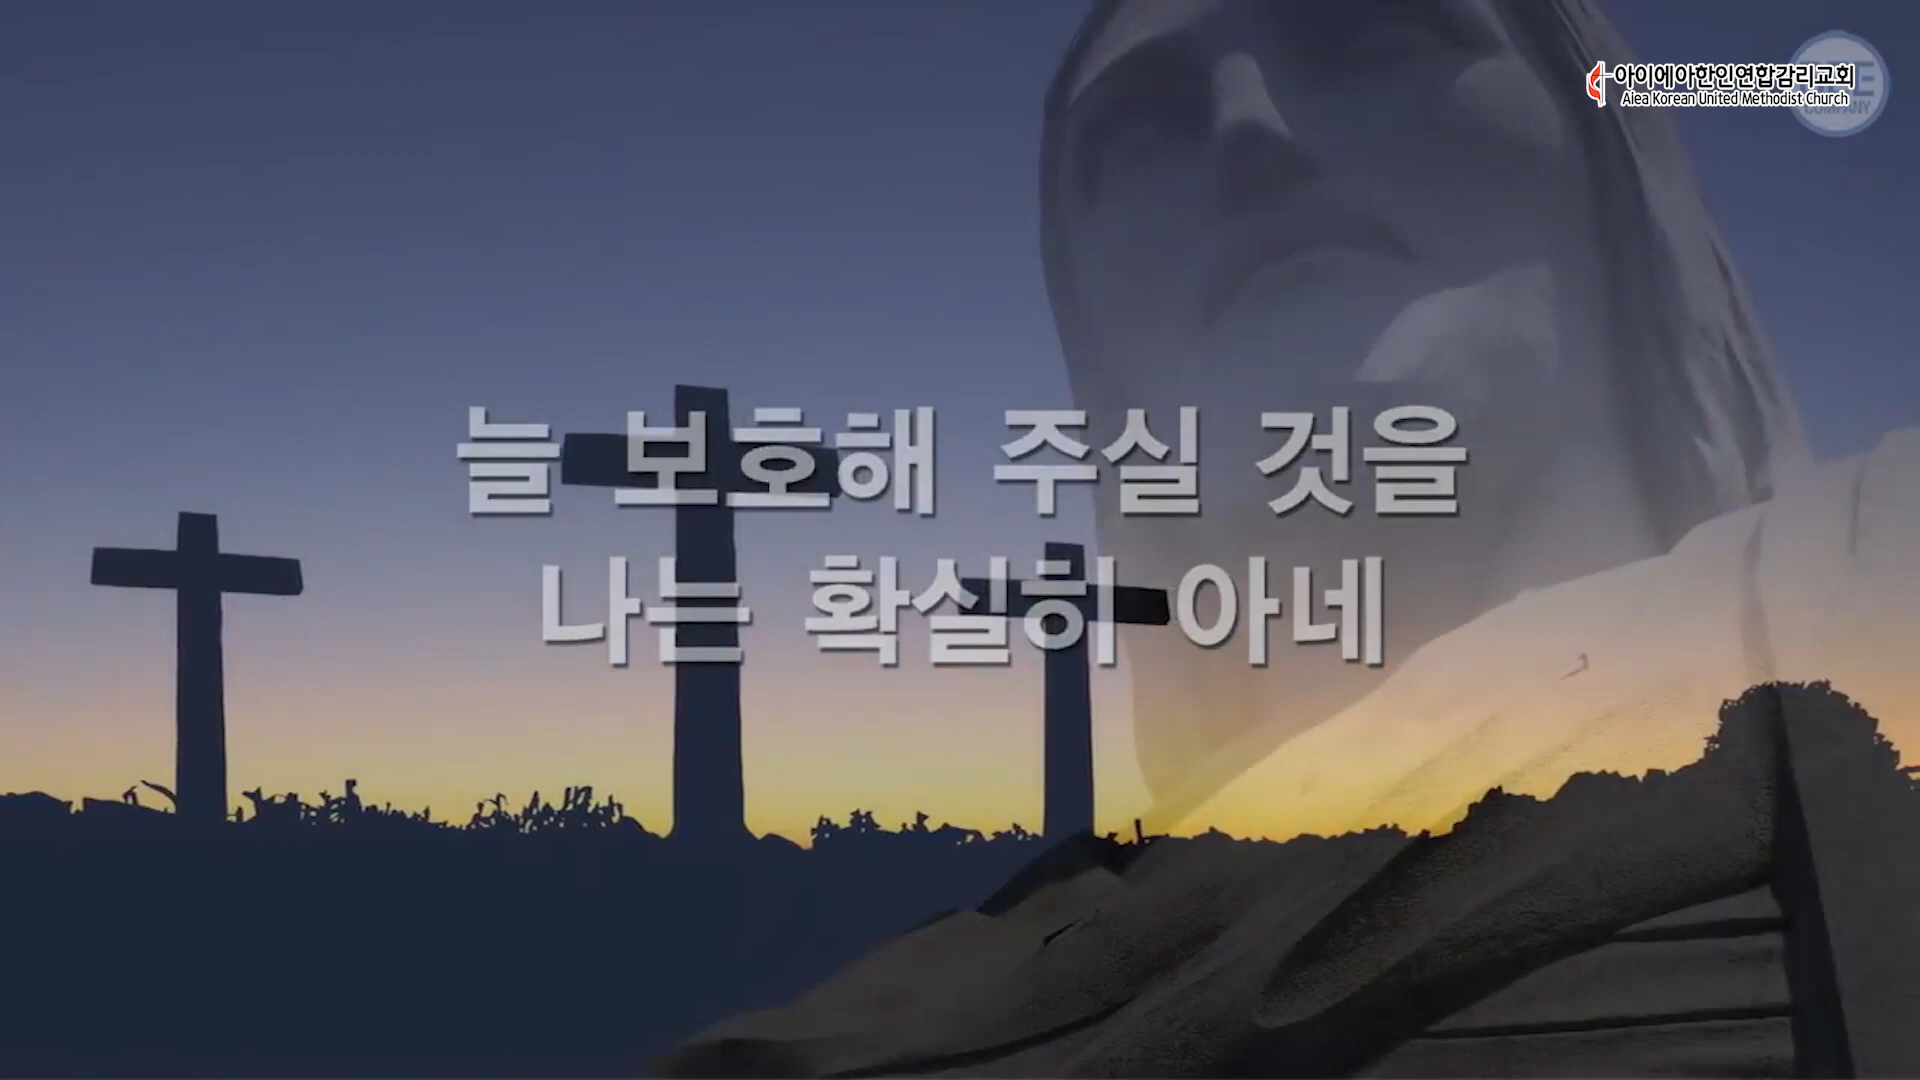 아이에아한인연합감리교회
Aiea Korean United Methodist Church
COMPANY
늘 보호해 주실 것을
나는 확실히 아네